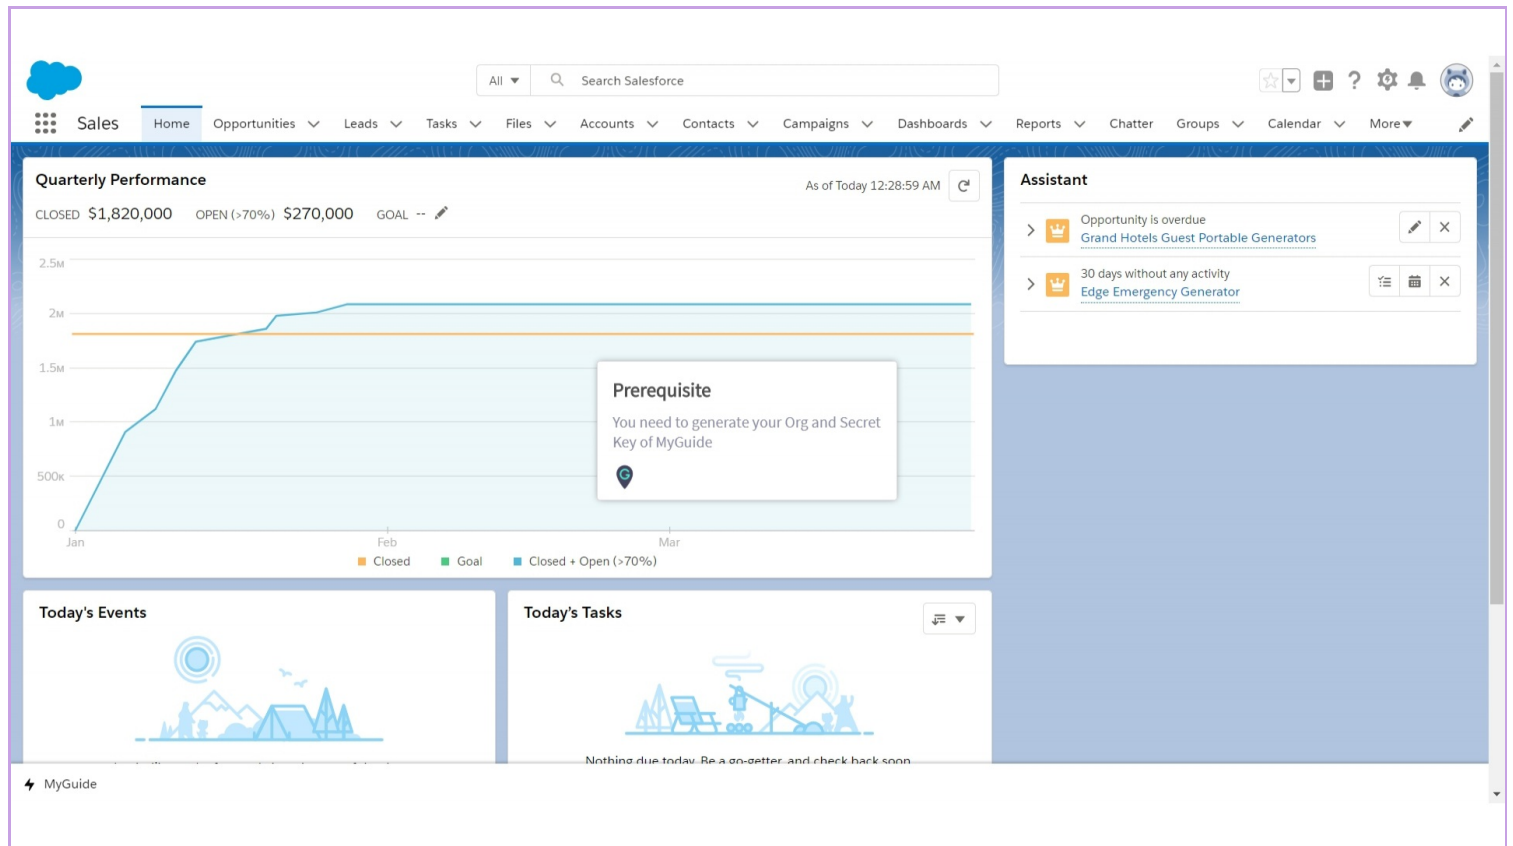 All
Search Salesforce
Sales
Home
Opportunities
Leads
Tasks
Files
Accounts
Contacts
Campaigns
Dashboards
Reports
Chatter
Groups
Calendar
More
Quarterly Performance
As of Today 12:28:59 AM
CLOSED $1,820,000 OPEN (>70%) $270,000 GOAL --
2.5M
2M
1.5M
1M
500K
0
Jan
Feb
Mar
Closed
Goal
Closed + Open (>70%)
Prerequisite
You need to generate your Org and Secret
Key of MyGuide
G
Assistant
Opportunity is overdue
Grand Hotels Guest Portable Generators
30 days without any activity
Edge Emergency Generator
Today's Events
Today's Tasks
Nothing due today. Be a go-getter, and check back soon.
MyGuide